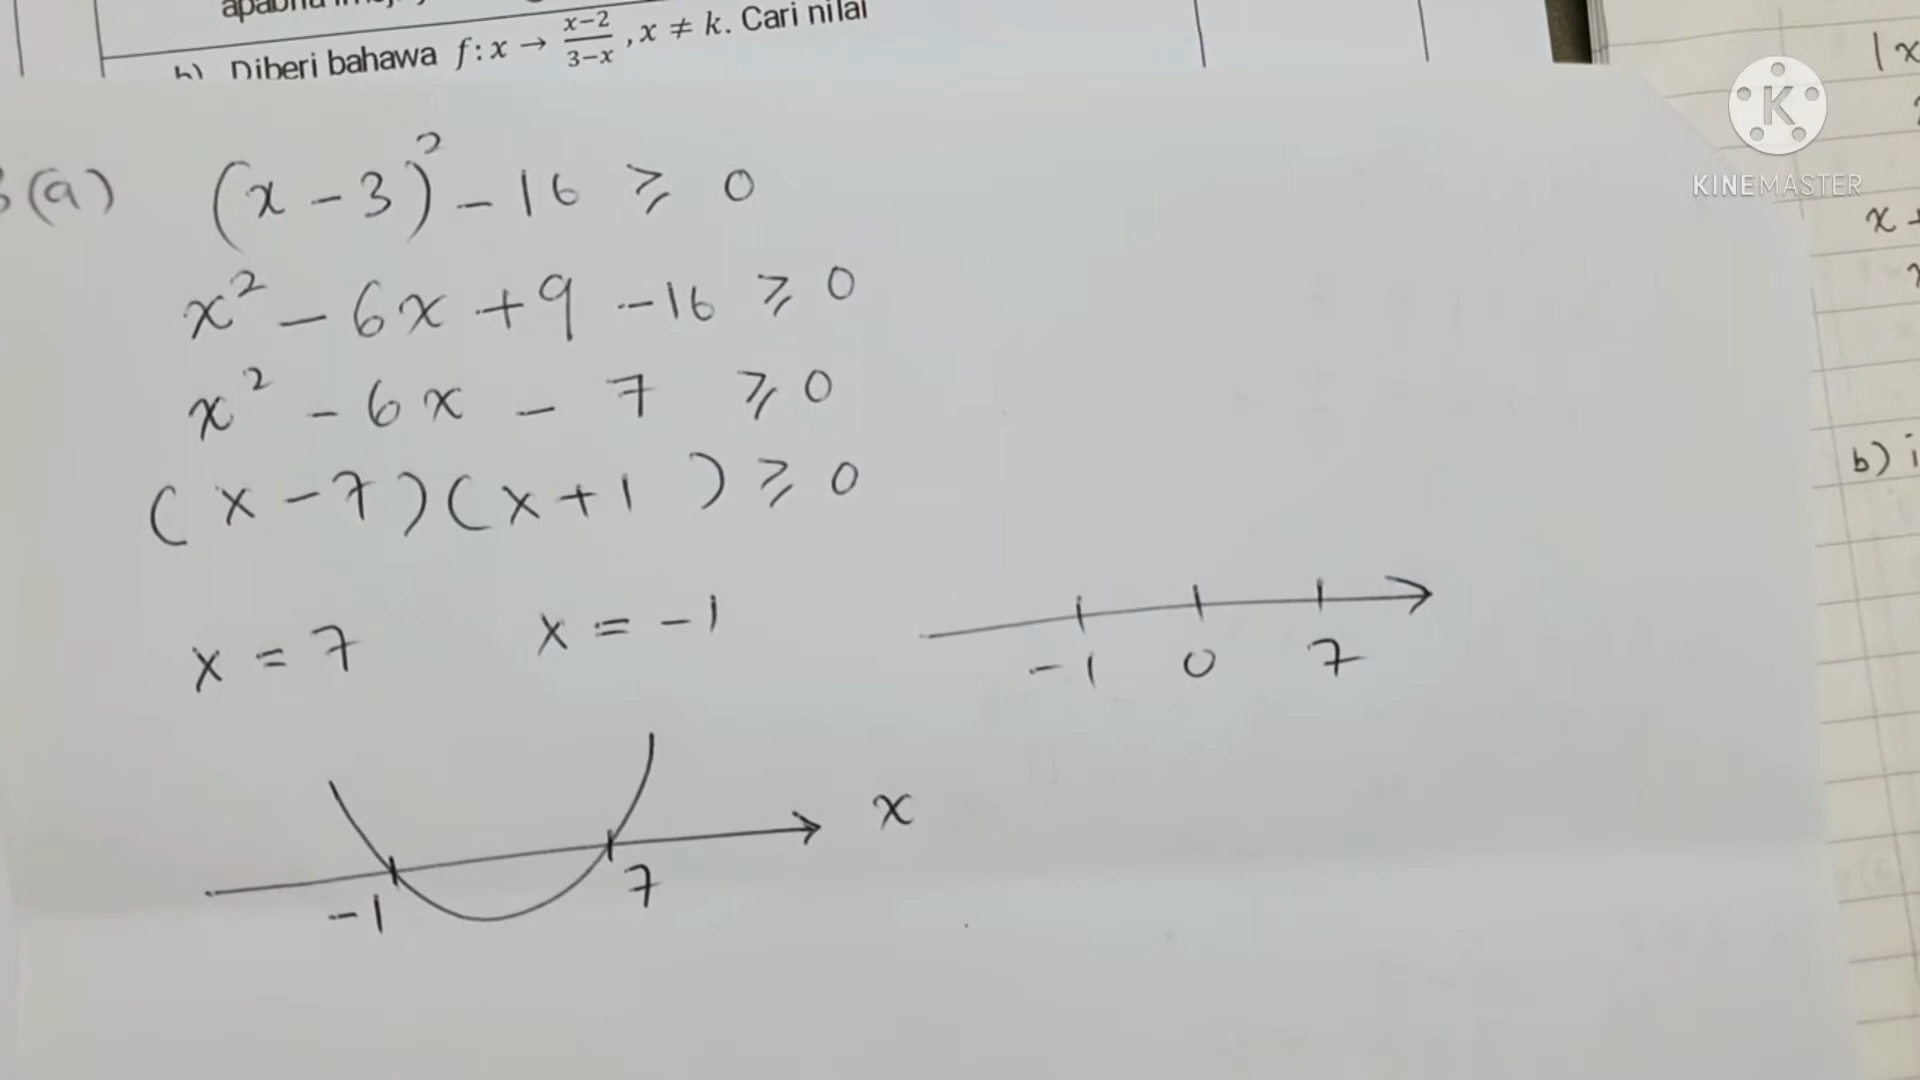 b) Diberi bahawa f : x → x−2/3−x , x ≠ k. Cari nilai
(a) (x − 3)² − 16 ⩾ 0
x² − 6x + 9 − 16 ⩾ 0
x² − 6x − 7 ⩾ 0
(x − 7)(x + 1) ⩾ 0
x = 7 x = −1
−1 0 7
x
−1 7
K
KINEMASTER
|x
x +
b) i